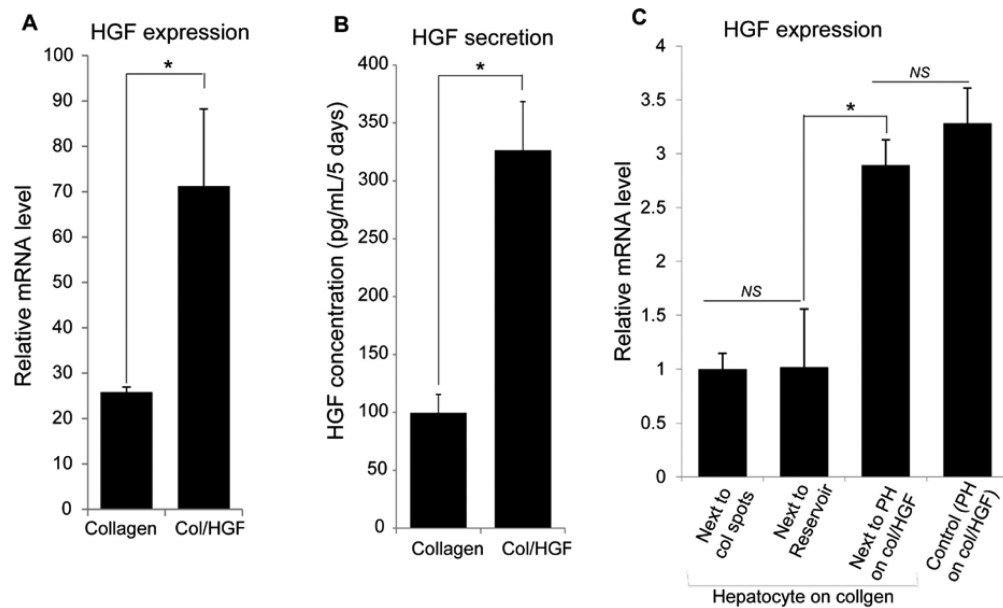 A
HGF expression
*
Relative mRNA level
100
90
80
70
60
50
40
30
20
10
0
Collagen Col/HGF
B
HGF secretion
*
HGF concentration (pg/mL/5 days)
400
350
300
250
200
150
100
50
0
Collagen Col/HGF
C
HGF expression
NS
*
NS
Relative mRNA level
4
3.5
3
2.5
2
1.5
1
0.5
0
Next to
col spots
Next to
Reservoir
Next to PH
on col/HGF
Control (PH
on col/HGF)
Hepatocyte on collgen